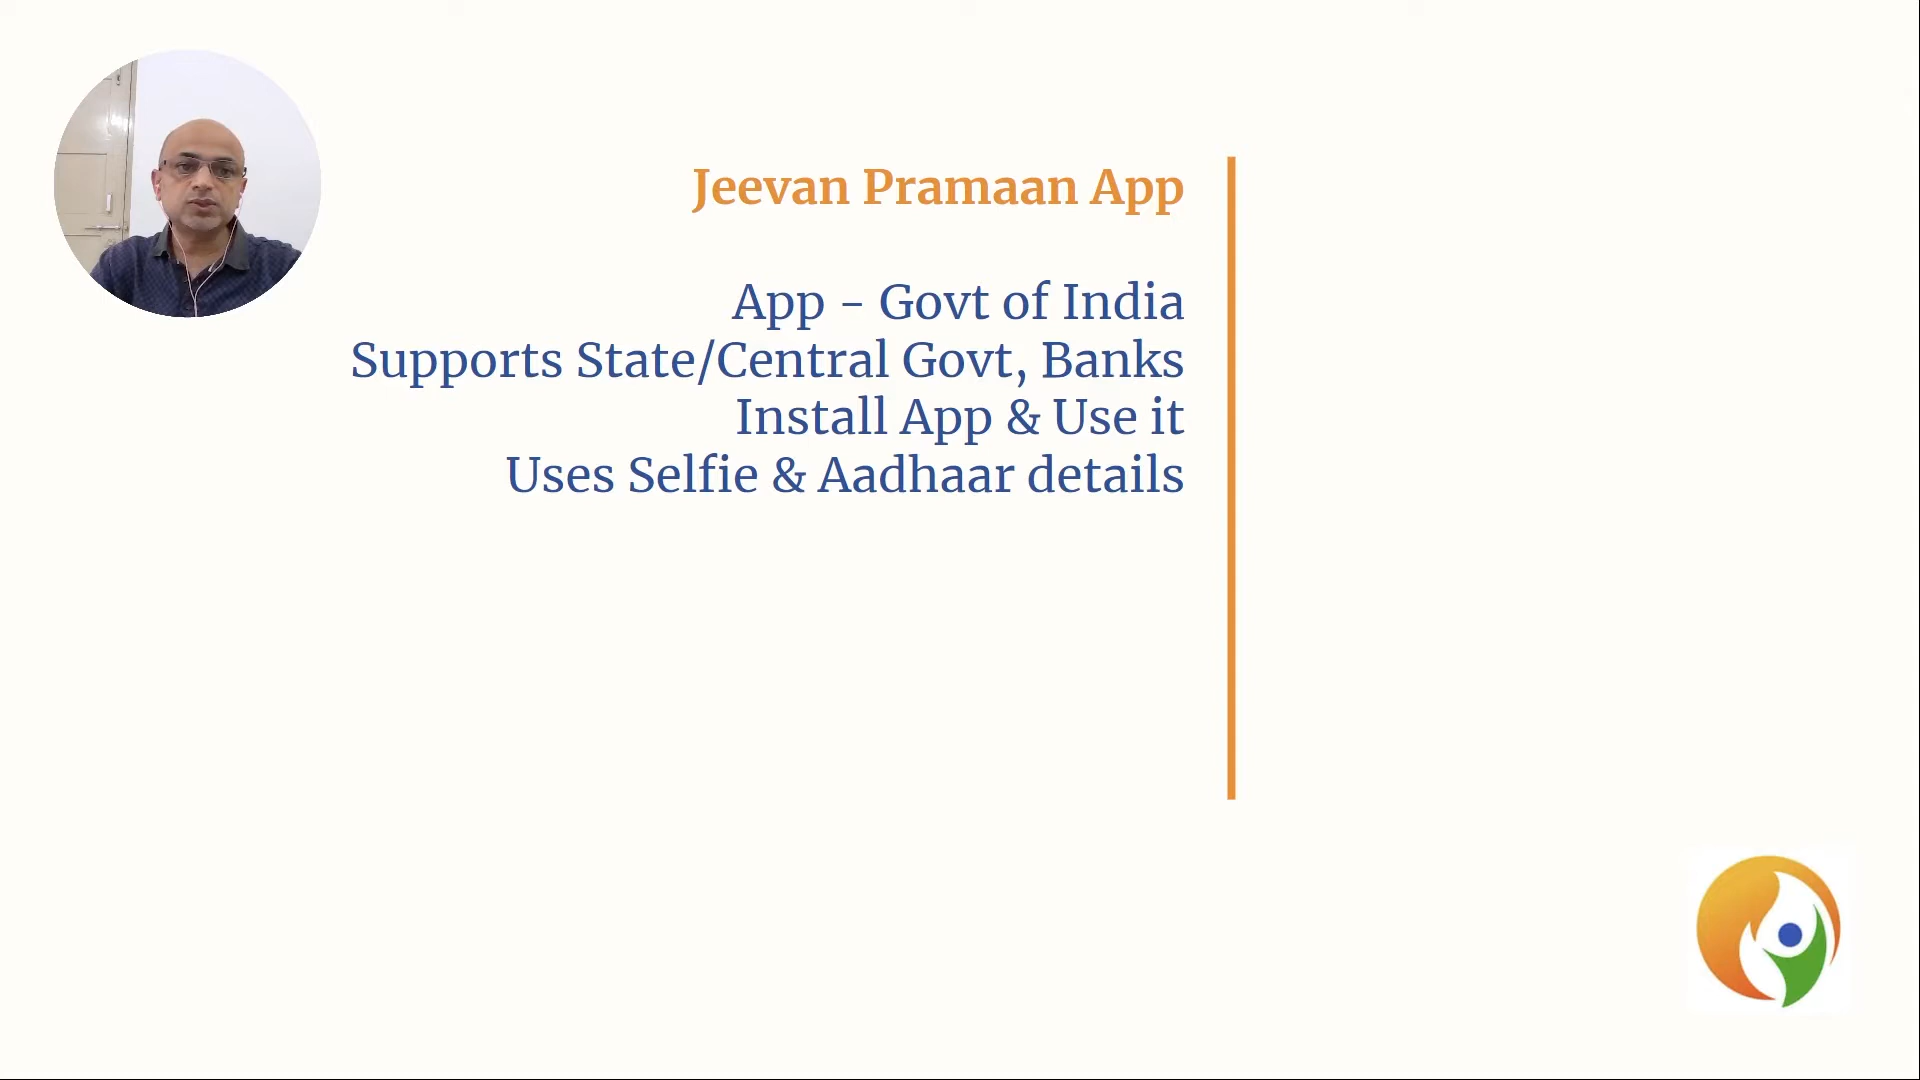 Jeevan Pramaan App
App - Govt of India
Supports State/Central Govt, Banks
Install App & Use it
Uses Selfie & Aadhaar details